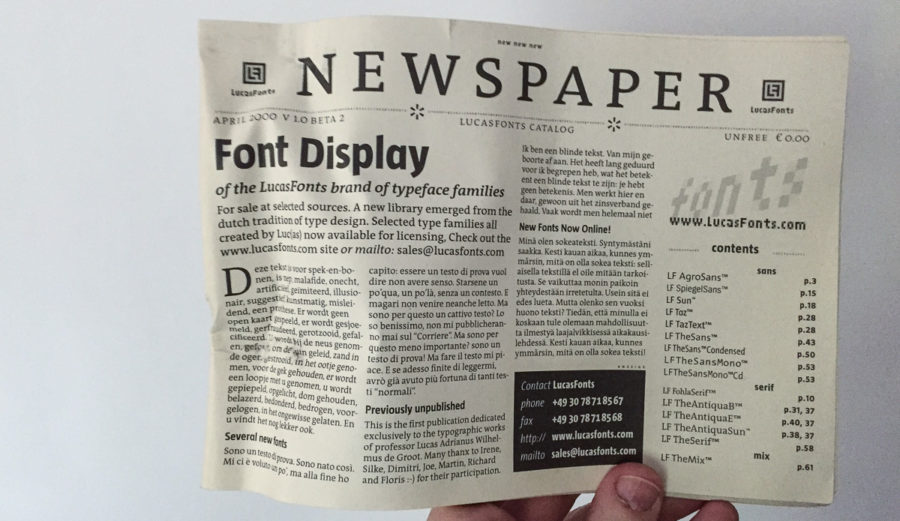 new new new
NEWSPAPER
LucasFonts
LucasFonts
APRIL 2000 V 1.0 BETA 2
LUCASFONTS CATALOG
UNFREE €0.00
Font Display
of the LucasFonts brand of typeface families
For sale at selected sources. A new library emerged from the
dutch tradition of type design. Selected type families all
created by Luc(as) now available for licensing, Check out the
www.lucasfonts.com site or mailto: sales@lucasfonts.com
Deze tekst is voor spek-en-bo-
nen, is nep, malafide, onecht,
artificieel, geïmiteerd, illusio-
nair, suggestief, kunstmatig, mislei-
dend, een prothese. Er wordt geen
open kaart gespeeld, er wordt gesjoe-
meld, gefraudeerd, gerotzooid, gefal-
cificeerd. U wordt bij de neus genom-
en, gefopt, om de tuin geleid, zand in
de ogen gestrooid, in het ootje geno-
men, voor de gek gehouden, er wordt
een loopje met u genomen, u wordt
gepiepeld, opgelicht, dom gehouden,
belazerd, bedonderd, bedrogen, voor-
gelogen, in het ongewisse gelaten. En
u vindt het nog lekker ook.
Several new fonts
Sono un testo di prova. Sono nato così.
Mi ci è voluto un po', ma alla fine ho
capito: essere un testo di prova vuol
dire non avere senso. Starsene un
po'qua, un po'là, senza un contesto. E
magari non venire neanche letto. Ma
sono per questo un cattivo testo? Lo
so benissimo, non mi pubblicheran-
no mai sul "Corriere". Ma sono per
questo meno importante? sono un
testo di prova! Ma fare il testo mi pi-
ace. E se adesso finite di leggermi,
avrò già avuto più fortuna di tanti tes-
ti "normali".
Previously unpublished
This is the first publication dedicated
exclusively to the typographic works
of professor Lucas Adrianus Wilhel-
mus de Groot. Many thanx to Irene,
Silke, Dimitri, Joe, Martin, Richard
and Floris :-) for their participation.
Ik ben een blinde tekst. Van mijn ge-
boorte af aan. Het heeft lang geduurd
voor ik begrepen heb, wat het betek-
ent een blinde tekst te zijn: je hebt
geen betekenis. Men werkt hier en
daar, gewoon uit het zinsverband ge-
haald. Vaak wordt men helemaal niet
New Fonts Now Online!
Minä olen sokeateksti. Syntymästäni
saakka. Kesti kauan aikaa, kunnes ym-
märsin, mitä on olla sokea teksti: sell-
aisella tekstillä ei ole mitään tarkoi-
tusta. Se vaikuttaa monin paikoin
yhteydestään irretetulta. Usein sitä ei
edes lueta. Mutta olenko sen vuoksi
huono teksti? Tiedän, että minulla ei
koskaan tule olemaan mahdollisuut-
ta ilmestyä laajalvikkisessä aikakausi-
lehdessä. Kesti kauan aikaa, kunnes
ymmärsin, mitä on olla sokea teksti!
Contact LucasFonts
phone +49 30 787 1 8567
fax +49 30 787 1 8568
http:// www.lucasfonts.com
mailto sales@lucasfonts.com
fonts
www.LucasFonts.com
contents
sans
LF AgroSans™ p.3
LF SpiegelSans™ p.15
LF Sun™ p.18
LF Taz™ p.28
LF TazText™ p.28
LF TheSans™ p.43
LF TheSans™Condensed p.50
LF TheSansMono™ p.53
LF TheSansMono™Cd p.53
serif
LF FohlaSerif™ p.10
LF TheAntiquaB™ p.31, 37
LF TheAntiquaE™ p.40, 37
LF TheAntiquaSun™ p.38, 37
LF TheSerif™ p.58
mix
LF TheMix™ p.61